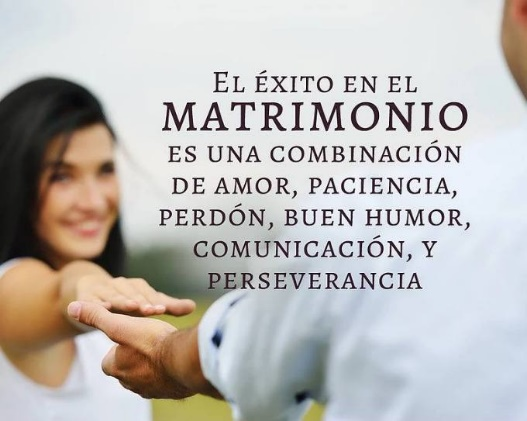 El éxito en el
MATRIMONIO
ES UNA COMBINACIÓN
DE AMOR, PACIENCIA,
PERDÓN, BUEN HUMOR,
COMUNICACIÓN, Y
PERSEVERANCIA